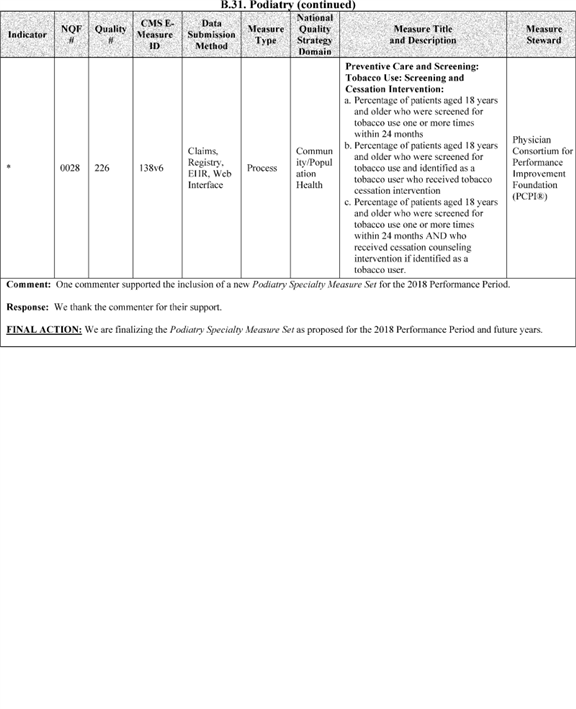 B.31. Podiatry (continued)
Indicator
NQF
#
Quality
#
CMS E-
Measure
ID
Data
Submission
Method
Measure
Type
National
Quality
Strategy
Domain
Measure Title
and Description
Measure
Steward
*
0028
226
138v6
Claims,
Registry,
EHR, Web
Interface
Process
Commun
ity/Popul
ation
Health
Preventive Care and Screening:
Tobacco Use: Screening and
Cessation Intervention:
a. Percentage of patients aged 18 years
and older who were screened for
tobacco use one or more times
within 24 months
b. Percentage of patients aged 18 years
and older who were screened for
tobacco use and identified as a
tobacco user who received tobacco
cessation intervention
c. Percentage of patients aged 18 years
and older who were screened for
tobacco use one or more times
within 24 months AND who
received cessation counseling
intervention if identified as a
tobacco user.
Physician
Consortium for
Performance
Improvement
Foundation
(PCPI®)
Comment: One commenter supported the inclusion of a new Podiatry Specialty Measure Set for the 2018 Performance Period.
Response: We thank the commenter for their support.
FINAL ACTION: We are finalizing the Podiatry Specialty Measure Set as proposed for the 2018 Performance Period and future years.